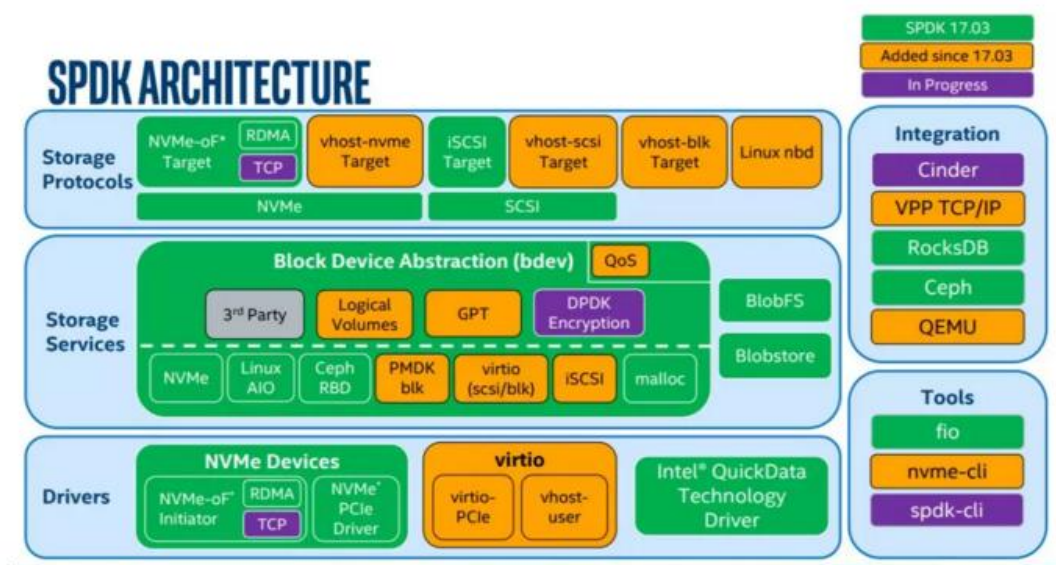 SPDK 17.03
Added since 17.03
In Progress
SPDK ARCHITECTURE
Storage
Protocols
NVMe-oF*
Target
RDMA
TCP
vhost-nvme
Target
iSCSI
Target
vhost-scsi
Target
vhost-blk
Target
Linux nbd
NVMe
SCSI
Storage
Services
Block Device Abstraction (bdev)
QoS
3rd Party
Logical
Volumes
GPT
DPDK
Encryption
NVMe
Linux
AIO
Ceph
RBD
PMDK
blk
virtio
(scsi/blk)
iSCSI
malloc
BlobFS
Blobstore
Drivers
NVMe Devices
NVMe-oF*
Initiator
RDMA
TCP
NVMe*
PCIe
Driver
virtio
virtio-
PCIe
vhost-
user
Intel® QuickData
Technology
Driver
Integration
Cinder
VPP TCP/IP
RocksDB
Ceph
QEMU
Tools
fio
nvme-cli
spdk-cli